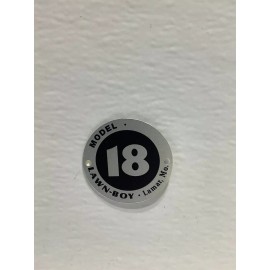 MODEL •
18
LAWN-BOY • Lamar, Mo.